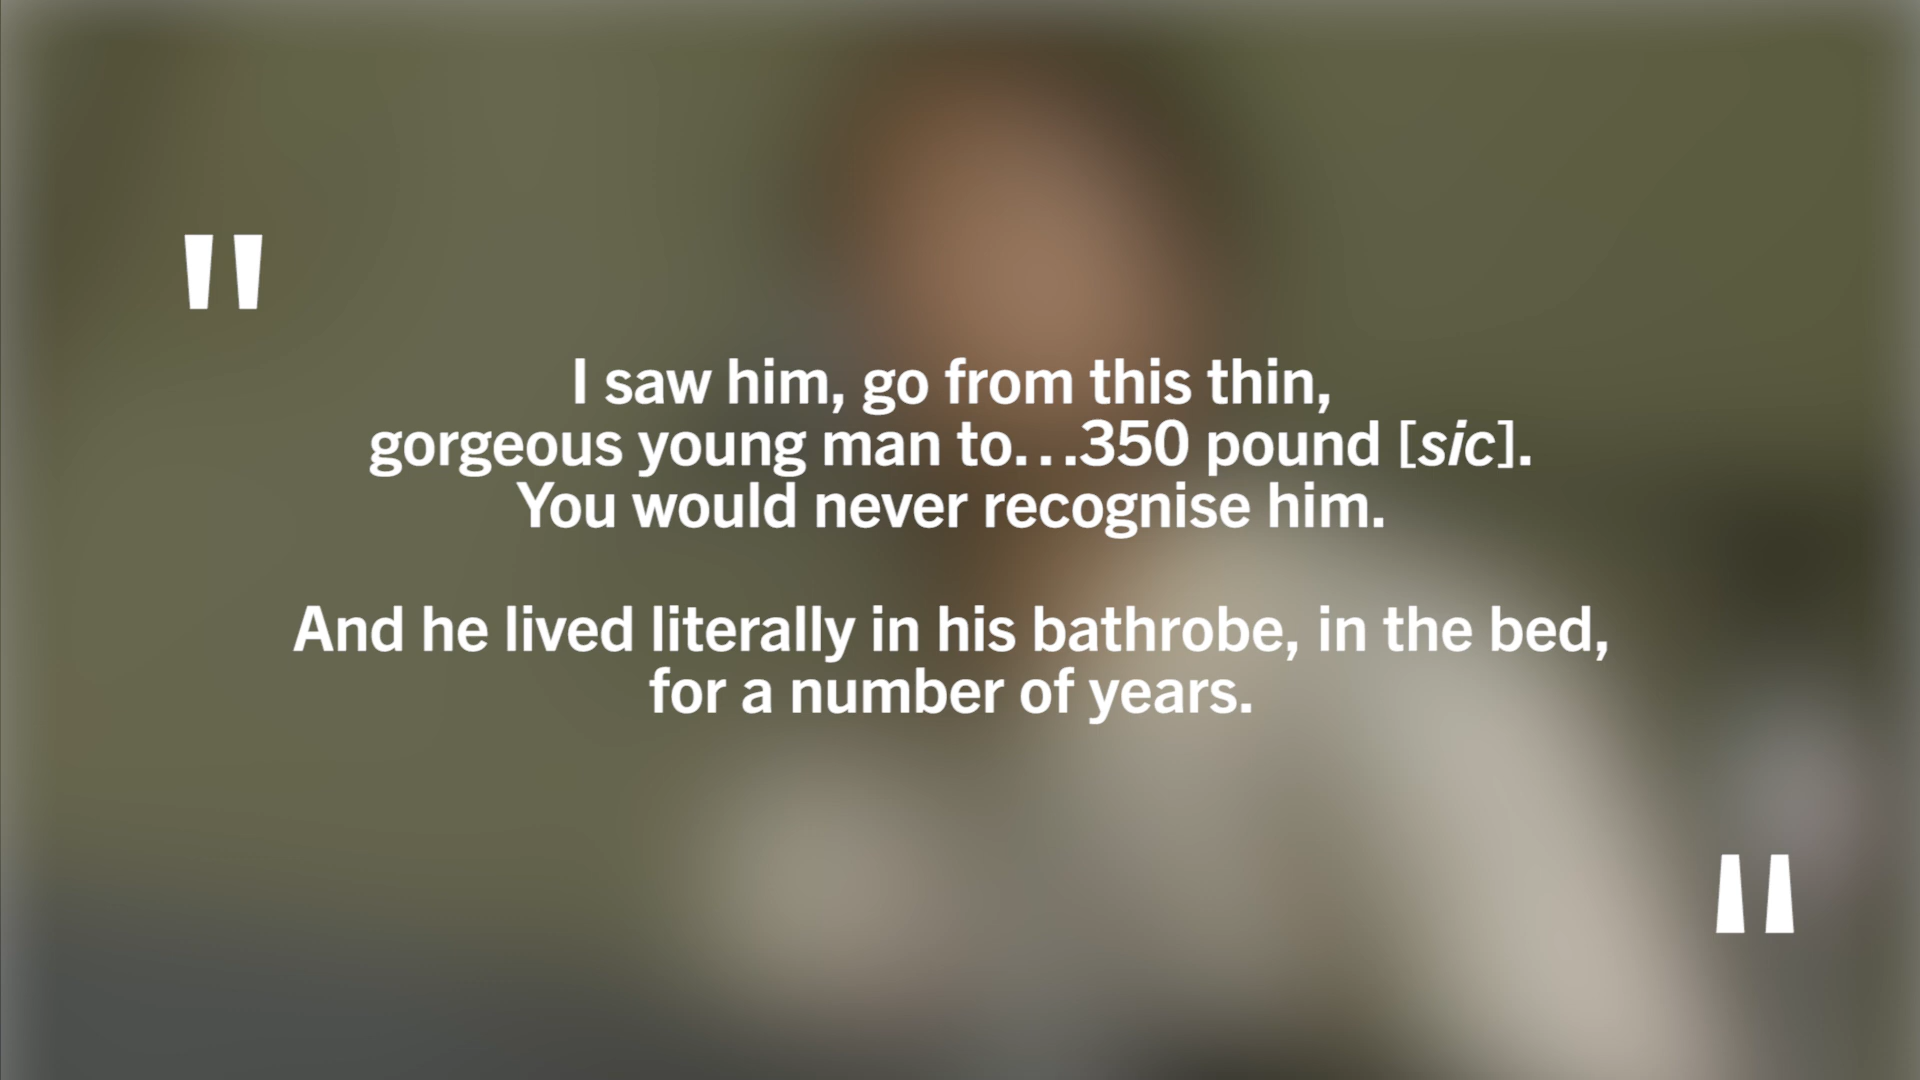 "
I saw him, go from this thin,
gorgeous young man to...350 pound [sic].
You would never recognise him.
And he lived literally in his bathrobe, in the bed,
for a number of years.
"